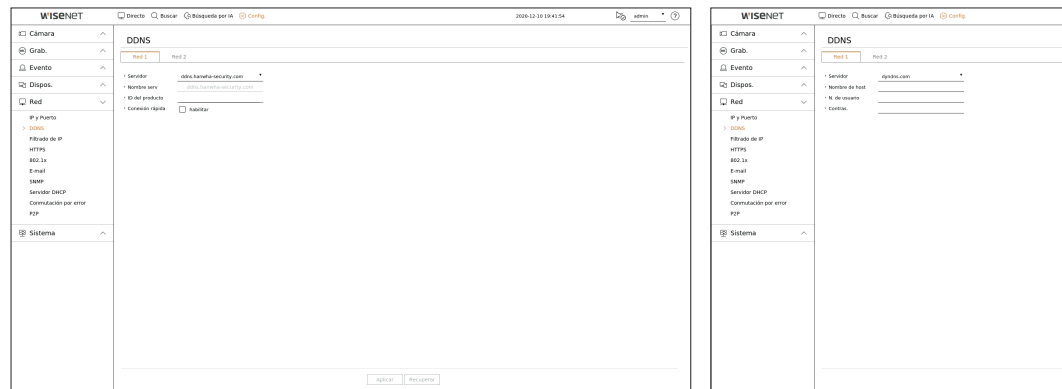 WISENET Directo Buscar Búsqueda por IA Config. 2020-12-10 19:41:54 admin ?
Cámara
Grab.
Evento
Dispos.
Red
IP y Puerto
> DDNS
Filtrado de IP
HTTPS
802.1x
E-mail
SNMP
Servidor DHCP
Conmutación por error
P2P
Sistema
DDNS
Red 1 Red 2
Servidor ddns.hanwha-security.com
Nombre serv ddns.hanwha-security.com
ID del producto
Conexión rápida habilitar
Aplicar Recuperar
WISENET Directo Buscar Búsqueda por IA Config.
Cámara
Grab.
Evento
Dispos.
Red
IP y Puerto
> DDNS
Filtrado de IP
HTTPS
802.1x
E-mail
SNMP
Servidor DHCP
Conmutación por error
P2P
Sistema
DDNS
Red 1 Red 2
Servidor dyndns.com
Nombre de host
N. de usuario
Contras.